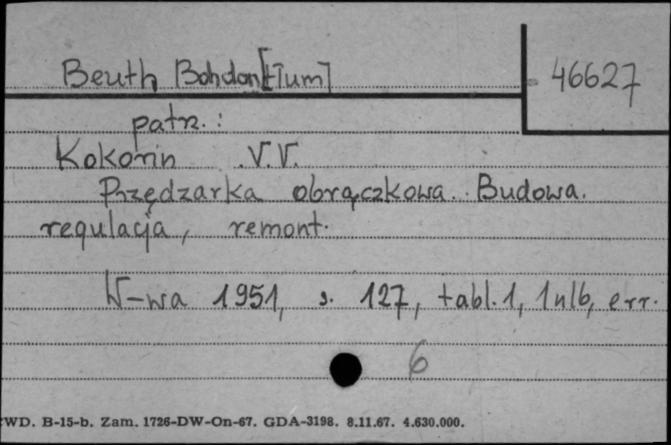 Beuth Bohdan [tłum]
46627
patrz.:
Kokorin V.V.
Przędzarka obrączkowa. Budowa.
regulacja, remont.
W-wa 1951, s. 127, tabl. 1, 1 nlb, err.
6
WD. B-15-b. Zam. 1726-DW-On-67. GDA-3198. 8.11.67. 4.630.000.